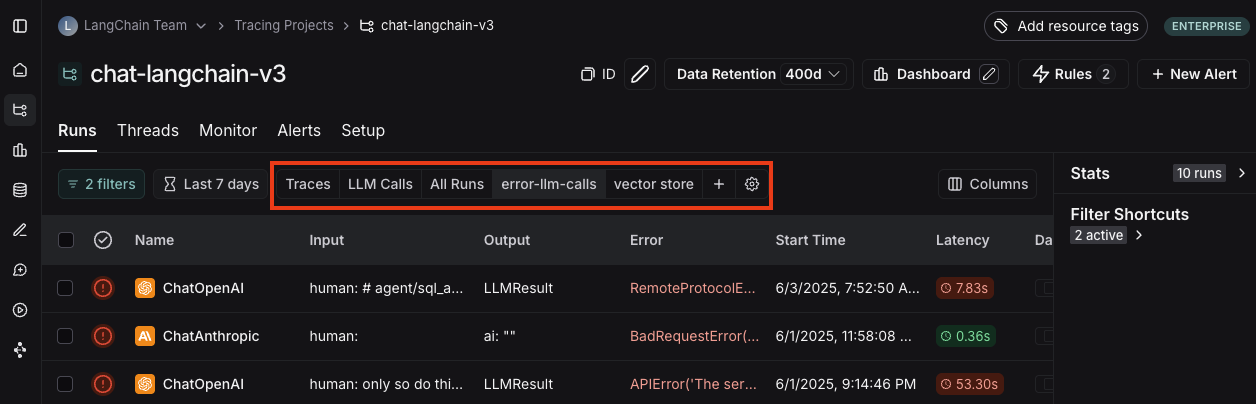 L LangChain Team > Tracing Projects > chat-langchain-v3 Add resource tags ENTERPRISE
chat-langchain-v3 ID Data Retention 400d Dashboard Rules 2 + New Alert
Runs Threads Monitor Alerts Setup
2 filters Last 7 days Traces LLM Calls All Runs error-llm-calls vector store + Columns
Stats 10 runs >
Filter Shortcuts
2 active >
Name Input Output Error Start Time Latency Da
ChatOpenAI human: # agent/sql_a... LLMResult RemoteProtocolE... 6/3/2025, 7:52:50 A... 7.83s
ChatAnthropic human: ai: "" BadRequestError(... 6/1/2025, 11:58:08 ... 0.36s
ChatOpenAI human: only so do thi... LLMResult APIError('The ser... 6/1/2025, 9:14:46 PM 53.30s